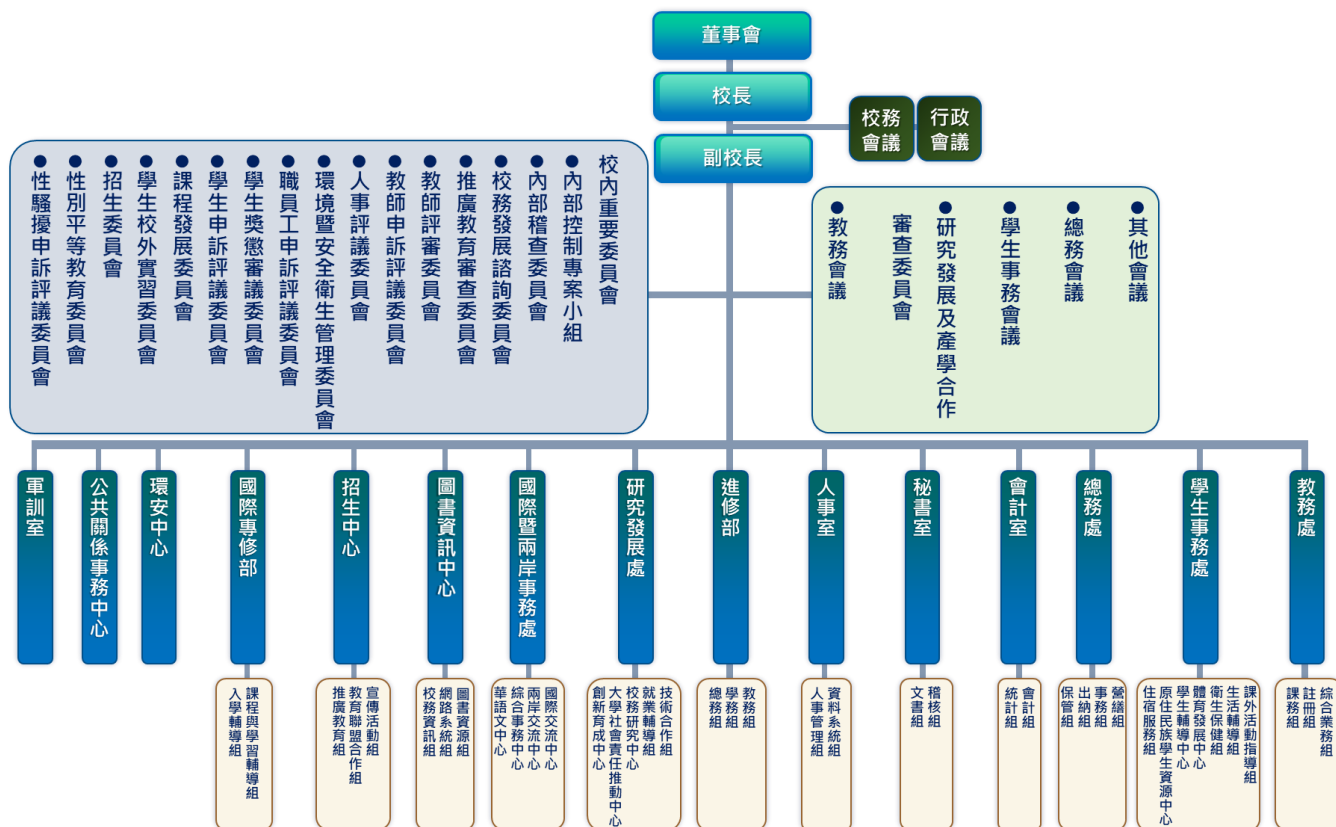 董事會
校長
副校長
校務
會議
行政
會議
校內重要委員會
●內部控制專案小組
●內部稽查委員會
●校務發展諮詢委員會
●推廣教育審查委員會
●教師評審委員會
●教師申訴評議委員會
●人事評議委員會
●環境暨安全衛生管理委員會
●職員工申訴評議委員會
●學生獎懲審議委員會
●學生申訴評議委員會
●課程發展委員會
●學生校外實習委員會
●招生委員會
●性別平等教育委員會
●性騷擾申訴評議委員會
●其他會議
●總務會議
●學生事務會議
●研究發展及產學合作
審查委員會
●教務會議
教務處
綜合業務組
註冊組
課務組
學生事務處
課外活動指導組
生活輔導組
衛生保健組
體育發展中心
學生輔導中心
原住民族學生資源中心
住宿服務組
總務處
營繕組
事務組
出納組
保管組
會計室
會計組
統計組
秘書室
稽核組
文書組
人事室
資料系統組
人事管理組
進修部
教務組
學務組
總務組
研究發展處
技術合作組
就業輔導組
校務研究中心
大學社會責任推動中心
創新育成中心
國際暨兩岸事務處
國際交流中心
兩岸交流中心
綜合事務中心
華語文中心
圖書資訊中心
圖書資源組
網路系統組
校務資訊組
招生中心
宣傳活動組
教育聯盟合作組
推廣教育組
國際專修部
課程與學習輔導組
入學輔導組
環安中心
公共關係事務中心
軍訓室